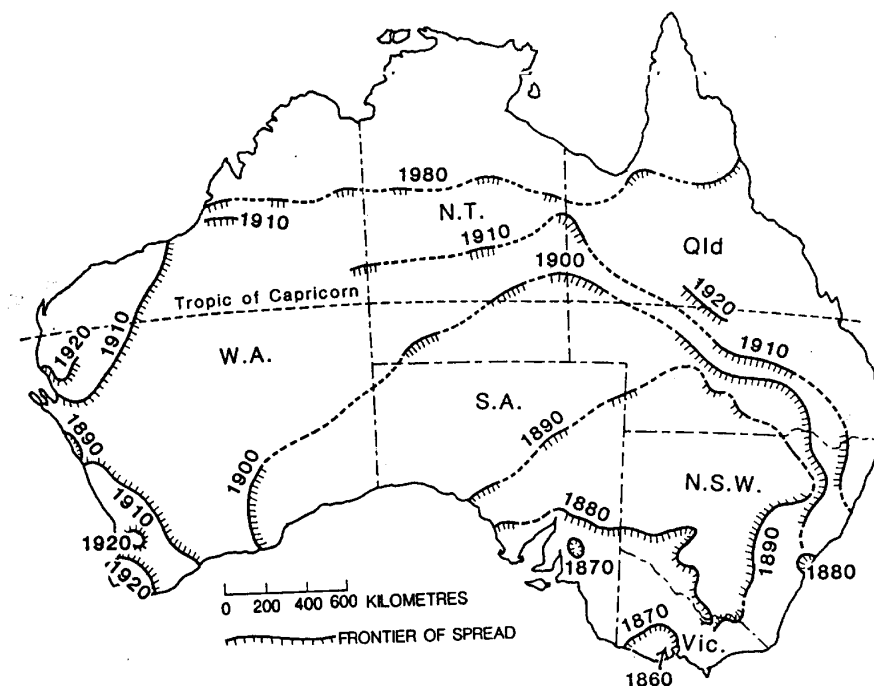 1980
1910
N.T.
1910
Qld
1900
Tropic of Capricorn
1920
1910
1920
W.A.
1910
S.A.
1890
1890
1900
N.S.W.
1910
1880
1890
1920
1870
1880
1920
0 200 400 600 KILOMETRES
1870
FRONTIER OF SPREAD
Vic.
1860